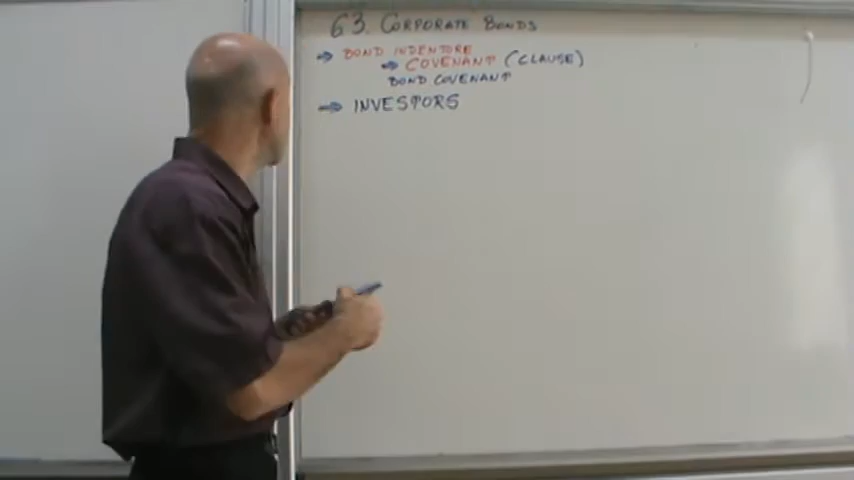 63. CORPORATE BONDS
⇒ BOND INDENTURE
⇒ COVENANT (CLAUSE)
BOND COVENANT
⇒ INVESTORS